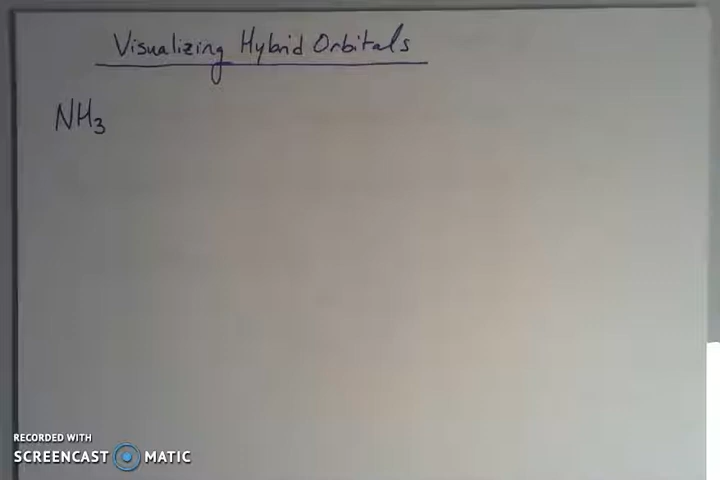 Visualizing Hybrid Orbitals
NH₃
RECORDED WITH
SCREENCAST MATIC